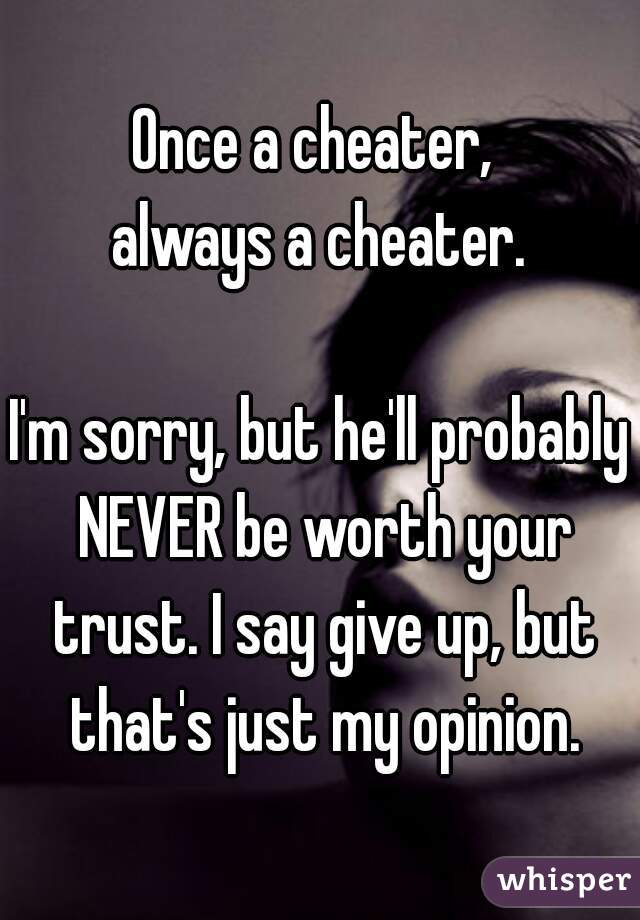 Once a cheater,
always a cheater.
I'm sorry, but he'll probably
NEVER be worth your
trust. I say give up, but
that's just my opinion.
whisper